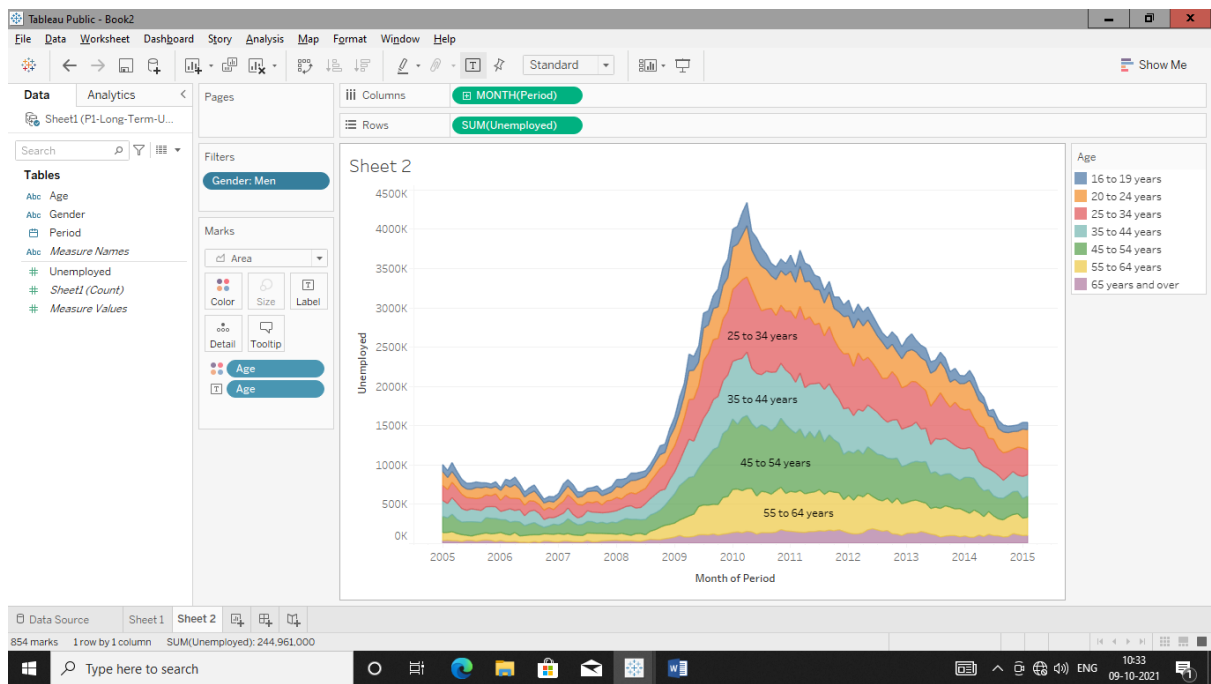 Tableau Public - Book2
File Data Worksheet Dashboard Story Analysis Map Format Window Help
Standard
Show Me
Data Analytics
Pages
iii Columns
MONTH(Period)
Sheet1 (P1-Long-Term-U...
Rows
SUM(Unemployed)
Search
Tables
Abc Age
Abc Gender
Period
Abc Measure Names
# Unemployed
# Sheet1 (Count)
# Measure Values
Filters
Gender: Men
Marks
Area
Color Size Label
Detail Tooltip
Age
T Age
Sheet 2
Unemployed
4500K
4000K
3500K
3000K
2500K
2000K
1500K
1000K
500K
0K
25 to 34 years
35 to 44 years
45 to 54 years
55 to 64 years
2005 2006 2007 2008 2009 2010 2011 2012 2013 2014 2015
Month of Period
Age
16 to 19 years
20 to 24 years
25 to 34 years
35 to 44 years
45 to 54 years
55 to 64 years
65 years and over
Data Source Sheet 1 Sheet 2
854 marks 1 row by 1 column SUM(Unemployed): 244,961,000
Type here to search
ENG
10:33
09-10-2021
1